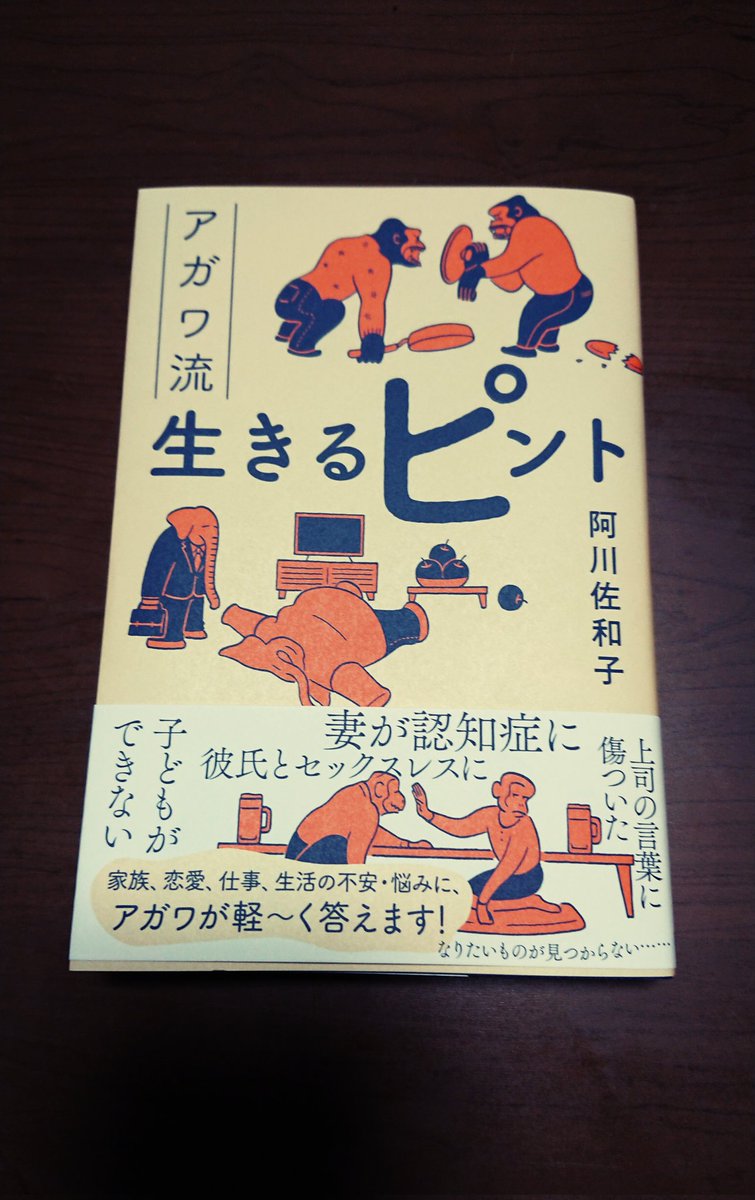 アガワ流
生きるピント
阿川佐和子
上司の言葉に
傷ついた
妻が認知症に
彼氏とセックスレスに
子どもが
できない
家族、恋愛、仕事、生活の不安・悩みに、
アガワが軽〜く答えます!
なりたいものが見つからない……